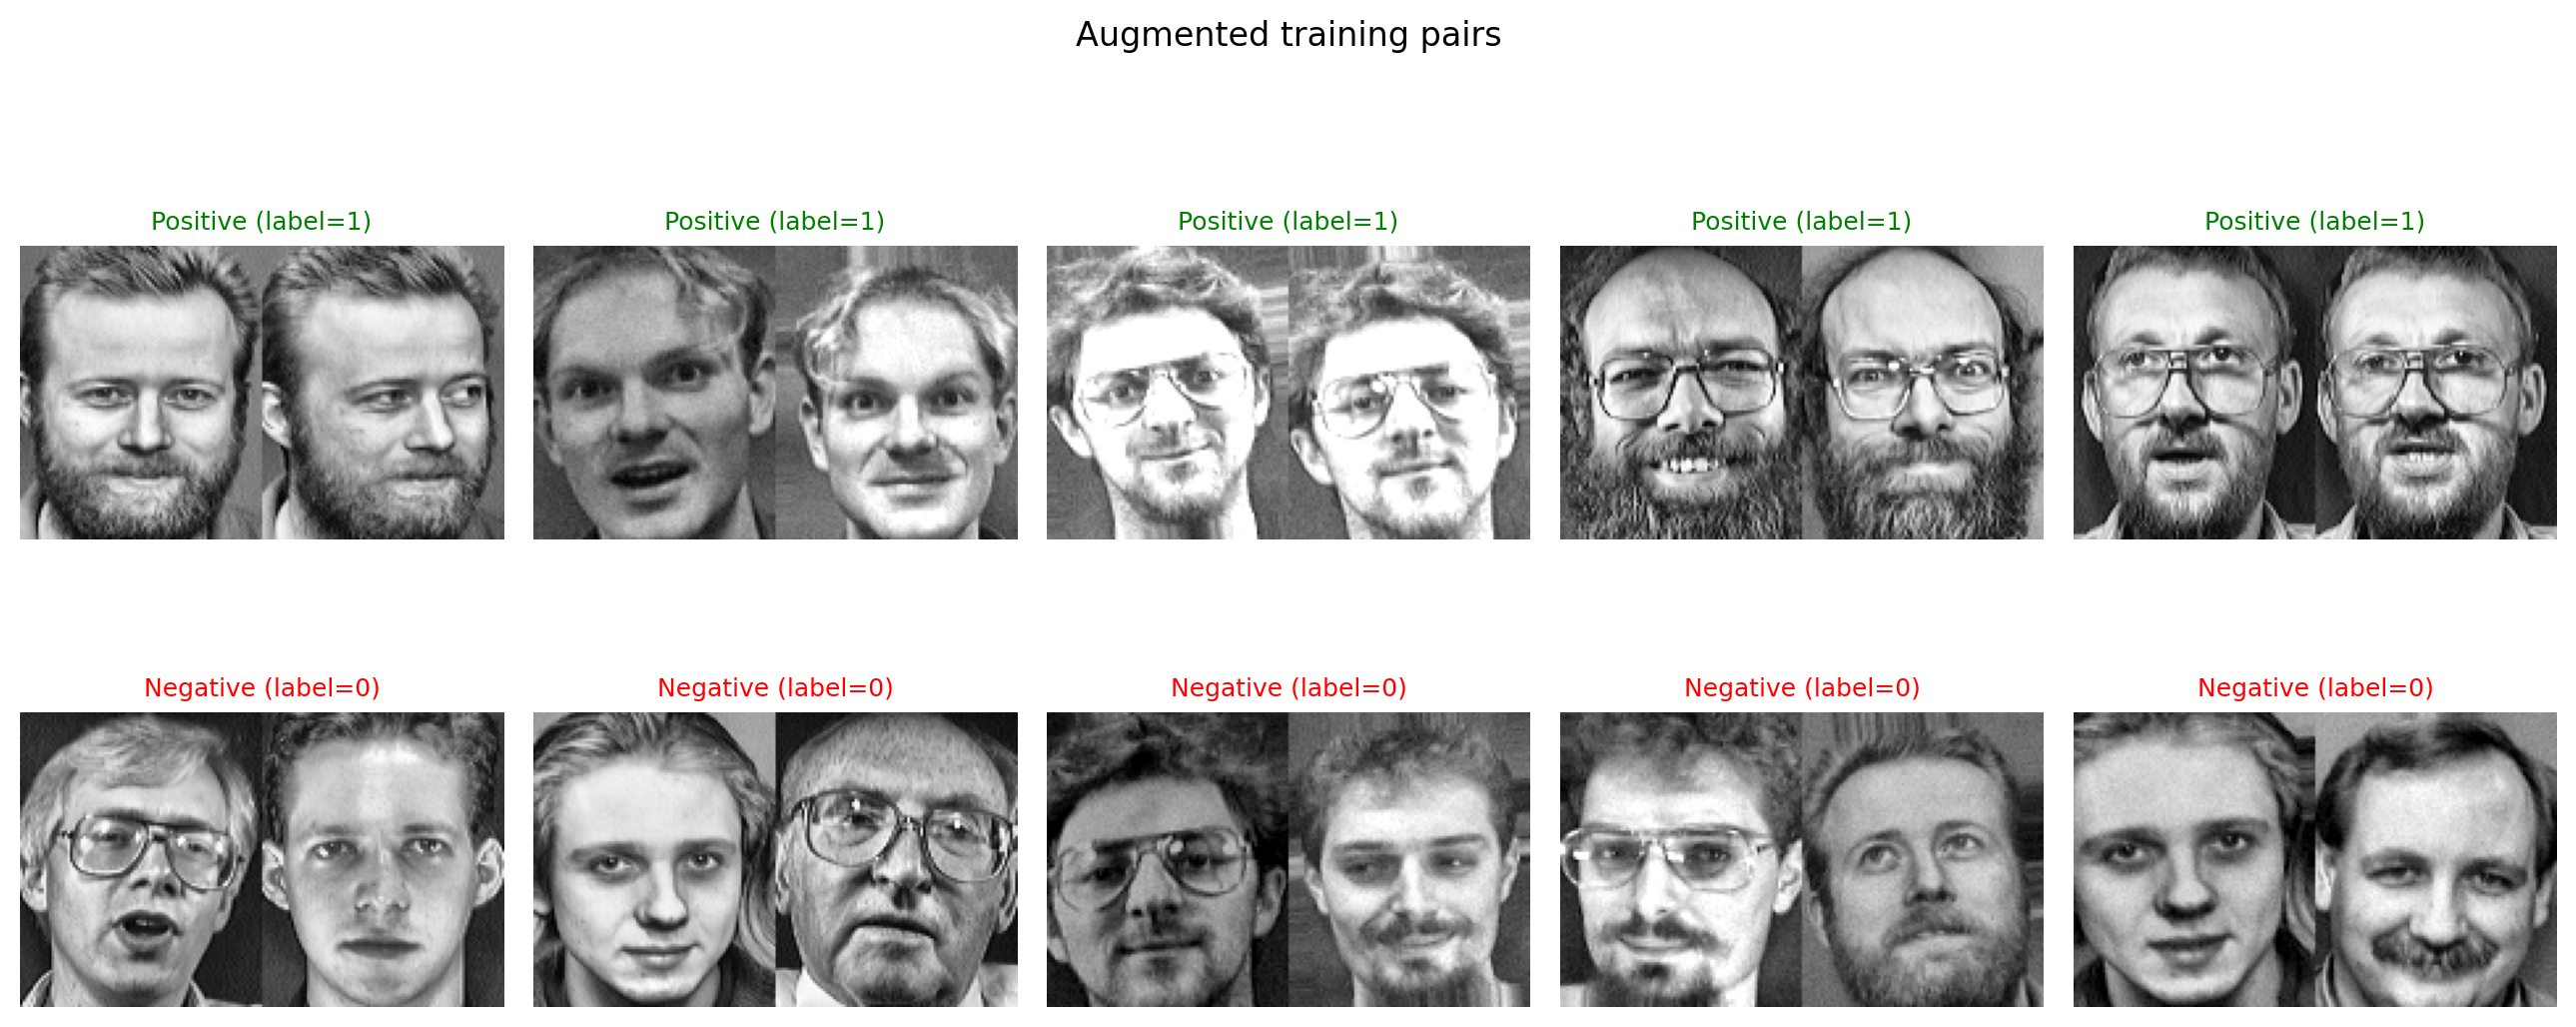 Augmented training pairs
Positive (label=1) Positive (label=1) Positive (label=1) Positive (label=1) Positive (label=1)
Negative (label=0) Negative (label=0) Negative (label=0) Negative (label=0) Negative (label=0)